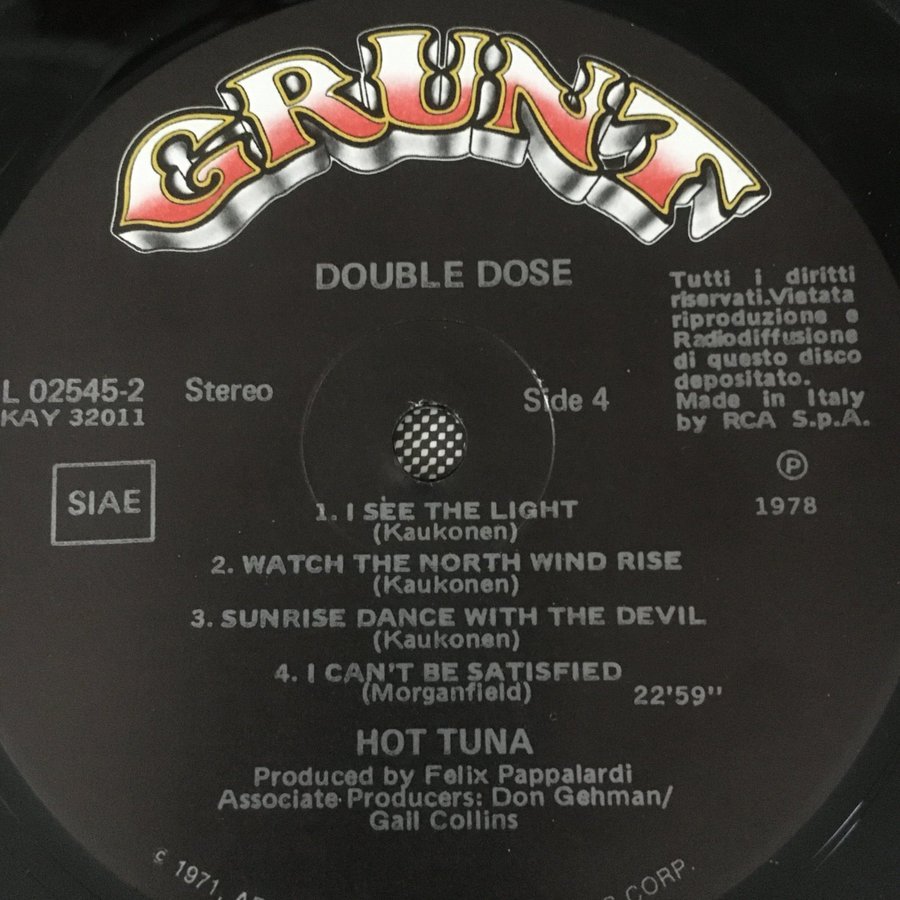 GRUNT
DOUBLE DOSE
Tutti i diritti
riservati.Vietata
riproduzione e
Radiodiffusione
di questo disco
depositato.
Made in Italy
by RCA S.p.A.
L 02545-2
KAY 32011
Stereo
Side 4
SIAE
P
1978
1. I SEE THE LIGHT
(Kaukonen)
2. WATCH THE NORTH WIND RISE
(Kaukonen)
3. SUNRISE DANCE WITH THE DEVIL
(Kaukonen)
4. I CAN'T BE SATISFIED
(Morganfield)
22'59"
HOT TUNA
Produced by Felix Pappalardi
Associate Producers: Don Gehman/
Gail Collins
c 1971,
CORP.